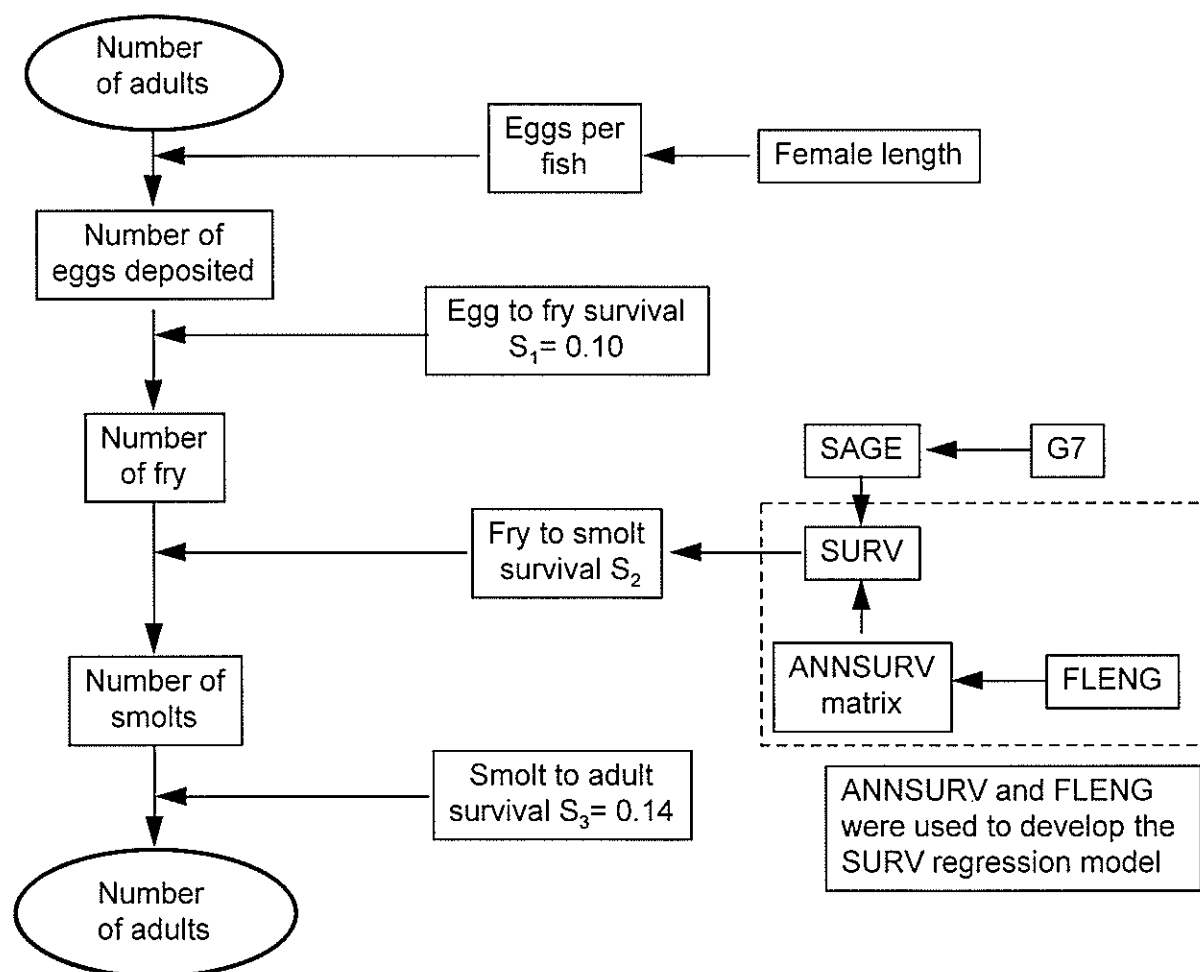 Number
of adults
Eggs per
fish
Female length
Number of
eggs deposited
Egg to fry survival
S₁= 0.10
Number
of fry
SAGE
G7
Fry to smolt
survival S₂
SURV
ANNSURV
matrix
FLENG
Number of
smolts
Smolt to adult
survival S₃= 0.14
ANNSURV and FLENG
were used to develop the
SURV regression model
Number
of adults